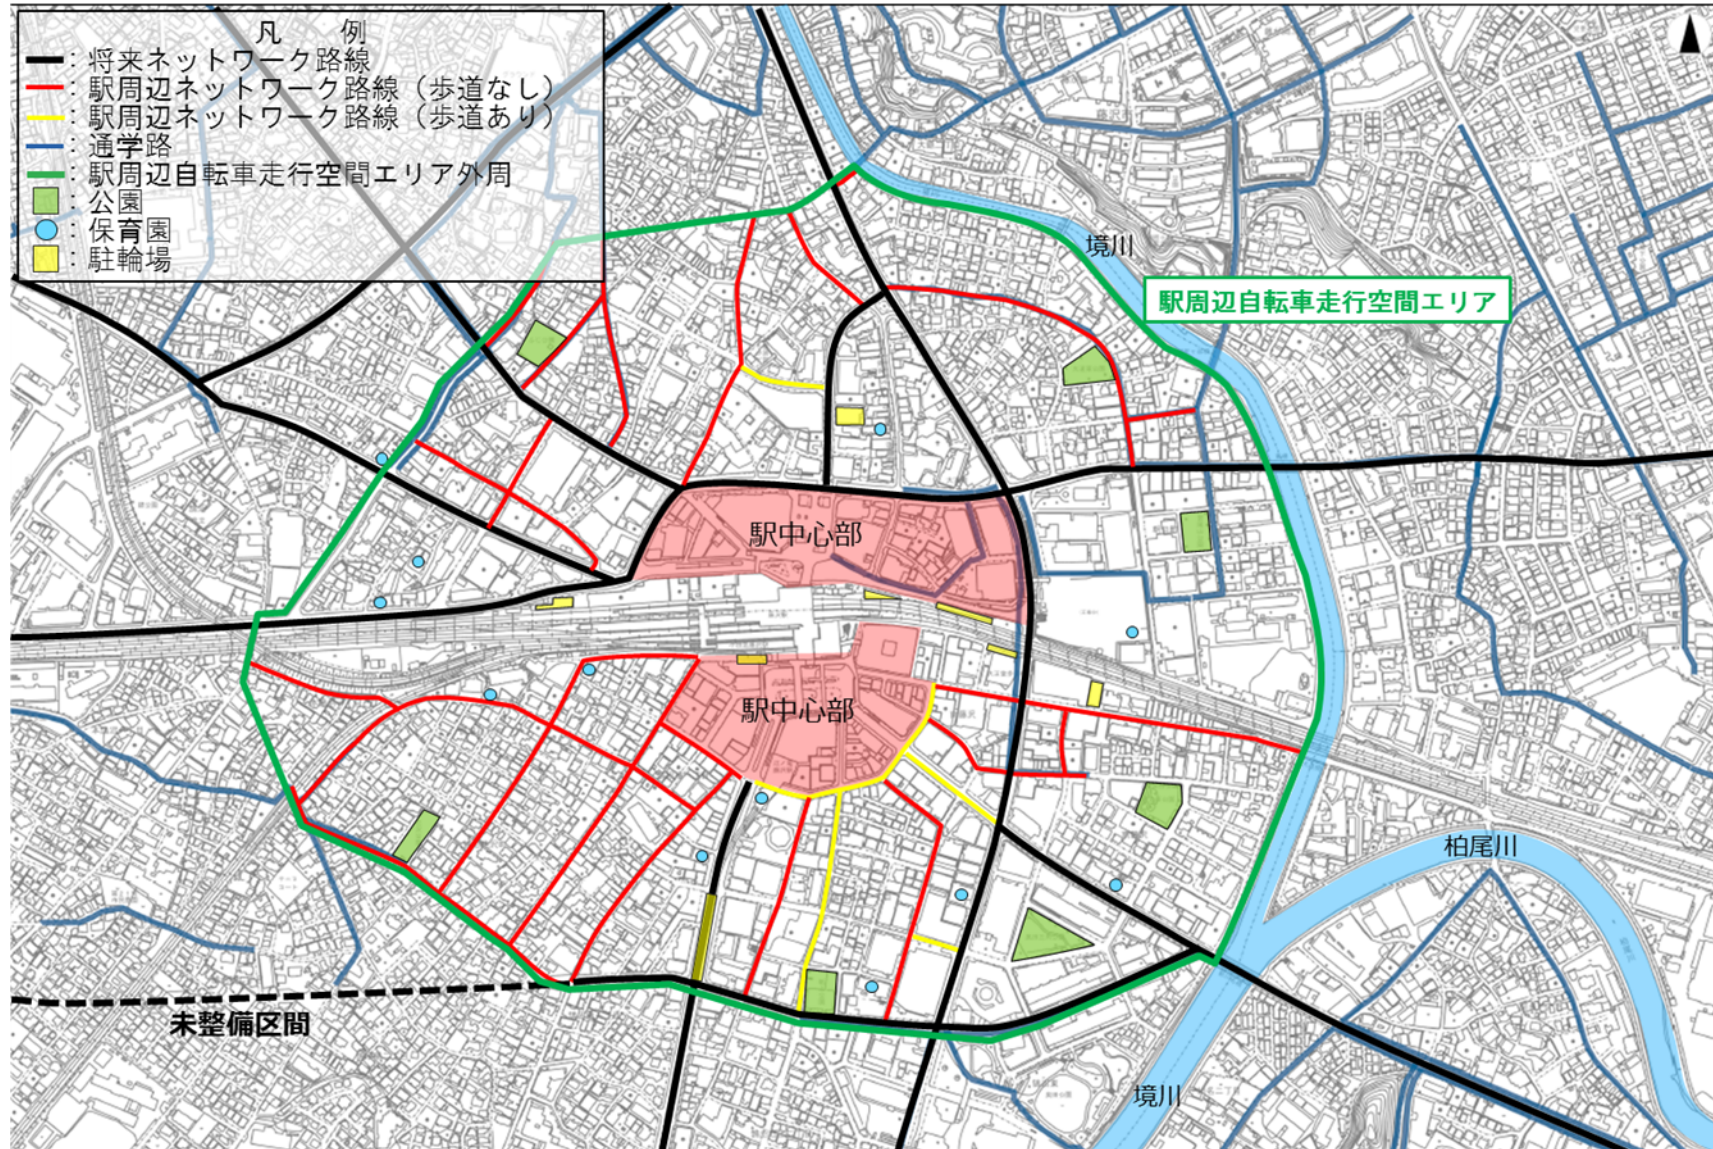 凡　例
：将来ネットワーク路線
：駅周辺ネットワーク路線（歩道なし）
：駅周辺ネットワーク路線（歩道あり）
：通学路
：駅周辺自転車走行空間エリア外周
：公園
：保育園
：駐輪場
境川
駅周辺自転車走行空間エリア
駅中心部
駅中心部
柏尾川
未整備区間
境川